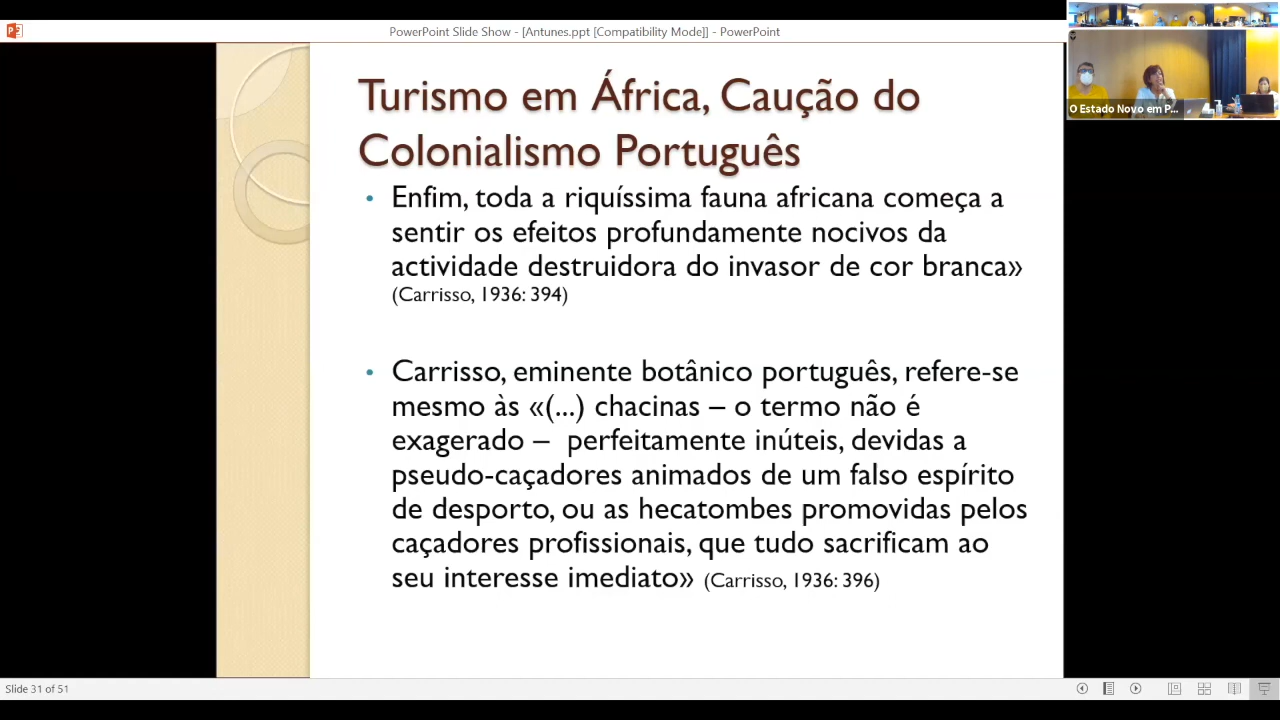 PowerPoint Slide Show - [Antunes.ppt [Compatibility Mode]] - PowerPoint
O Estado Novo em P...
Turismo em África, Caução do
Colonialismo Português
• Enfim, toda a riquíssima fauna africana começa a
sentir os efeitos profundamente nocivos da
actividade destruidora do invasor de cor branca»
(Carrisso, 1936: 394)
• Carrisso, eminente botânico português, refere-se
mesmo às «(...) chacinas – o termo não é
exagerado – perfeitamente inúteis, devidas a
pseudo-caçadores animados de um falso espírito
de desporto, ou as hecatombes promovidas pelos
caçadores profissionais, que tudo sacrificam ao
seu interesse imediato» (Carrisso, 1936: 396)
Slide 31 of 51